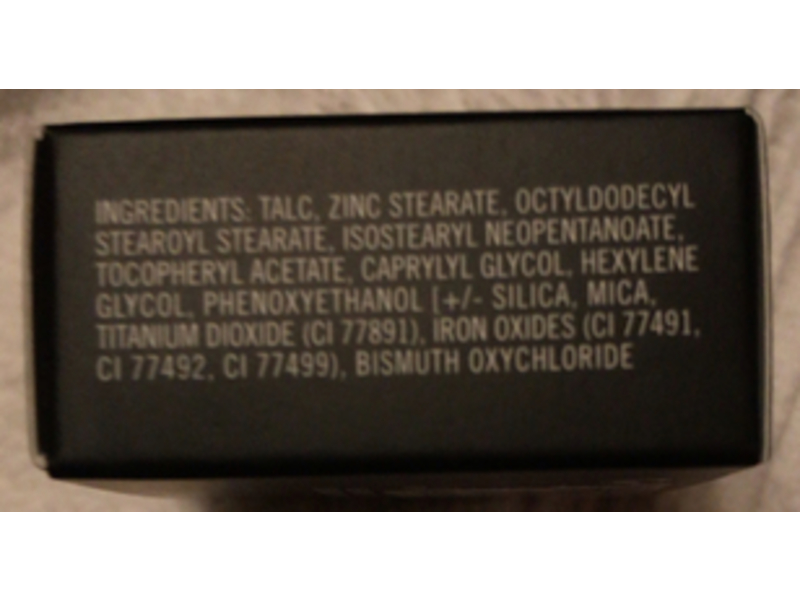 INGREDIENTS: TALC, ZINC STEARATE, OCTYLDODECYL
STEAROYL STEARATE, ISOSTEARYL NEOPENTANOATE,
TOCOPHERYL ACETATE, CAPRYLYL GLYCOL, HEXYLENE
GLYCOL, PHENOXYETHANOL [+/- SILICA, MICA,
TITANIUM DIOXIDE (CI 77891), IRON OXIDES (CI 77491,
CI 77492, CI 77499), BISMUTH OXYCHLORIDE